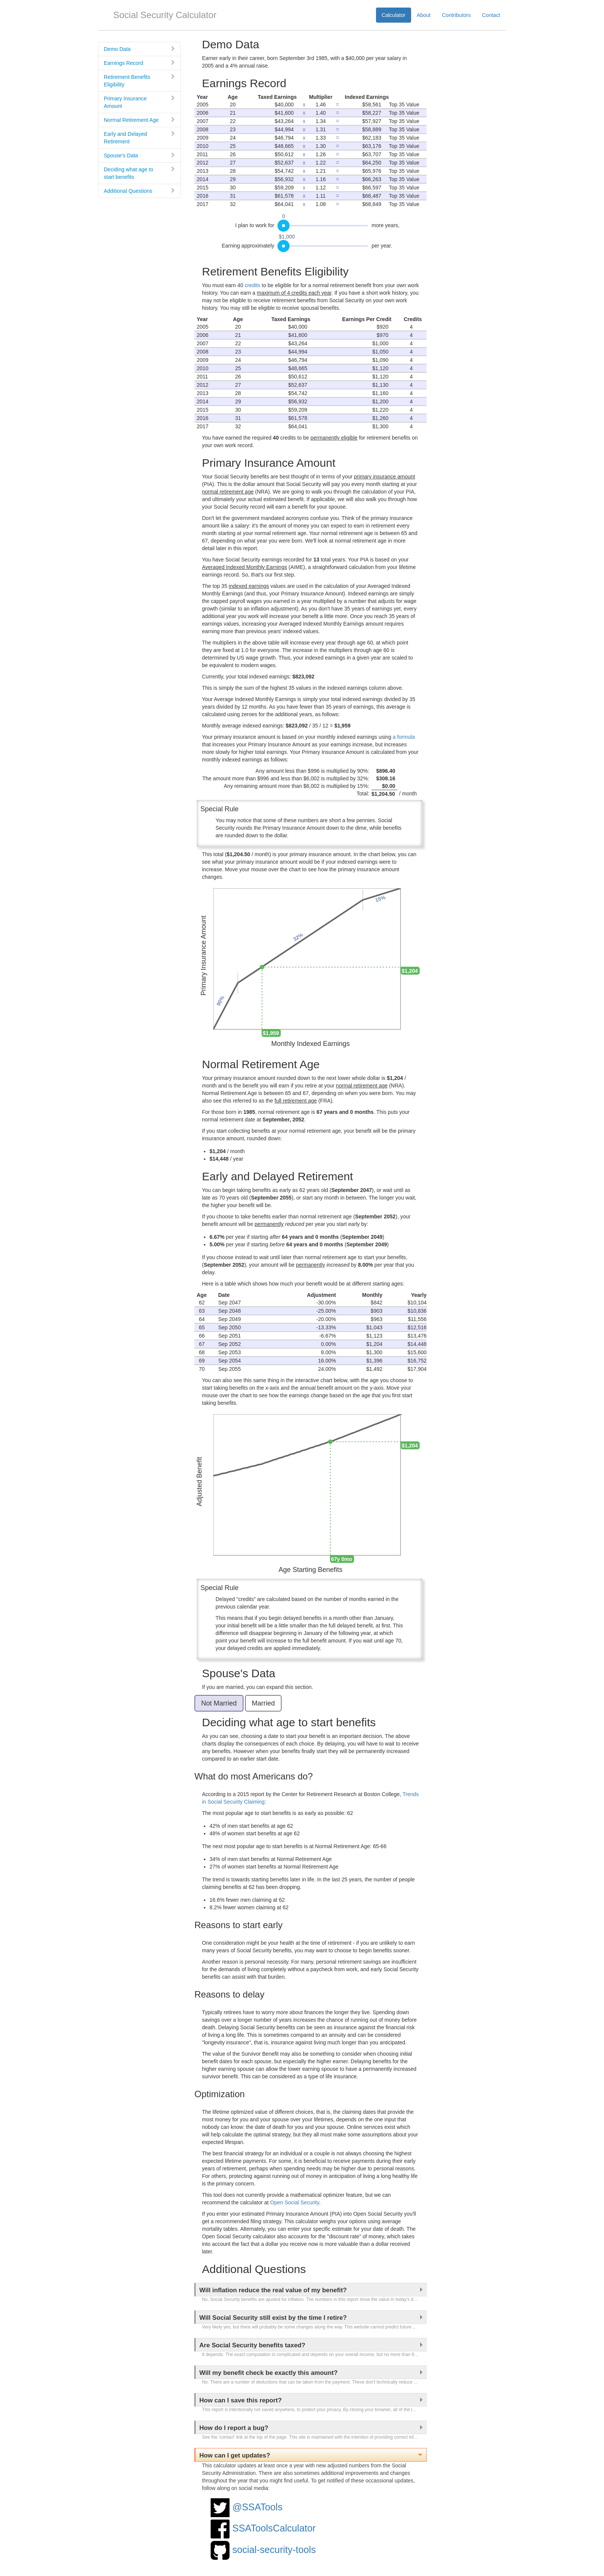 Social Security Calculator
Calculator About Contributors Contact
Demo Data
Earnings Record
Retirement Benefits
Eligibility
Primary Insurance
Amount
Normal Retirement Age
Early and Delayed
Retirement
Spouse's Data
Deciding what age to
start benefits
Additional Questions
Demo Data
Earner early in their career, born September 3rd 1985, with a $40,000 per year salary in
2005 and a 4% annual raise.
Earnings Record
Year Age Taxed Earnings Multiplier Indexed Earnings
2005 20 $40,000 x 1.46 = $58,561 Top 35 Value
2006 21 $41,600 x 1.40 = $58,227 Top 35 Value
2007 22 $43,264 x 1.34 = $57,927 Top 35 Value
2008 23 $44,994 x 1.31 = $58,889 Top 35 Value
2009 24 $46,794 x 1.33 = $62,183 Top 35 Value
2010 25 $48,665 x 1.30 = $63,176 Top 35 Value
2011 26 $50,612 x 1.26 = $63,707 Top 35 Value
2012 27 $52,637 x 1.22 = $64,250 Top 35 Value
2013 28 $54,742 x 1.21 = $65,976 Top 35 Value
2014 29 $56,932 x 1.16 = $66,263 Top 35 Value
2015 30 $59,209 x 1.12 = $66,597 Top 35 Value
2016 31 $61,578 x 1.11 = $68,487 Top 35 Value
2017 32 $64,041 x 1.08 = $68,849 Top 35 Value
0
I plan to work for more years,
$1,000
Earning approximately per year.
Retirement Benefits Eligibility
You must earn 40 credits to be eligible for for a normal retirement benefit from your own work
history. You can earn a maximum of 4 credits each year. If you have a short work history, you
may not be eligible to receive retirement benefits from Social Security on your own work
history. You may still be eligible to receive spousal benefits.
Year Age Taxed Earnings Earnings Per Credit Credits
2005 20 $40,000 $920 4
2006 21 $41,600 $970 4
2007 22 $43,264 $1,000 4
2008 23 $44,994 $1,050 4
2009 24 $46,794 $1,090 4
2010 25 $48,665 $1,120 4
2011 26 $50,612 $1,120 4
2012 27 $52,637 $1,130 4
2013 28 $54,742 $1,160 4
2014 29 $56,932 $1,200 4
2015 30 $59,209 $1,220 4
2016 31 $61,578 $1,260 4
2017 32 $64,041 $1,300 4
You have earned the required 40 credits to be permanently eligible for retirement benefits on
your own work record.
Primary Insurance Amount
Your Social Security benefits are best thought of in terms of your primary insurance amount
(PIA). This is the dollar amount that Social Security will pay you every month starting at your
normal retirement age (NRA). We are going to walk you through the calculation of your PIA,
and ultimately your actual estimated benefit. If applicable, we will also walk you through how
your Social Security record will earn a benefit for your spouse.
Don't let the government mandated acronyms confuse you. Think of the primary insurance
amount like a salary: it's the amount of money you can expect to earn in retirement every
month starting at your normal retirement age. Your normal retirement age is between 65 and
67, depending on what year you were born. We'll look at normal retirement age in more
detail later in this report.
You have Social Security earnings recorded for 13 total years. Your PIA is based on your
Averaged Indexed Monthly Earnings (AIME), a straightforward calculation from your lifetime
earnings record. So, that's our first step.
The top 35 indexed earnings values are used in the calculation of your Averaged Indexed
Monthly Earnings (and thus, your Primary Insurance Amount). Indexed earnings are simply
the capped payroll wages you earned in a year multiplied by a number that adjusts for wage
growth (similar to an inflation adjustment). As you don't have 35 years of earnings yet, every
additional year you work will increase your benefit a little more. Once you reach 35 years of
earnings values, increasing your Averaged Indexed Monthly Earnings amount requires
earning more than previous years' indexed values.
The multipliers in the above table will increase every year through age 60, at which point
they are fixed at 1.0 for everyone. The increase in the multipliers through age 60 is
determined by US wage growth. Thus, your indexed earnings in a given year are scaled to
be equivalent to modern wages.
Currently, your total indexed earnings: $823,092
This is simply the sum of the highest 35 values in the indexed earnings column above.
Your Average Indexed Monthly Earnings is simply your total indexed earnings divided by 35
years divided by 12 months. As you have fewer than 35 years of earnings, this average is
calculated using zeroes for the additional years, as follows:
Monthly average indexed earnings: $823,092 / 35 / 12 = $1,959
Your primary insurance amount is based on your monthly indexed earnings using a formula
that increases your Primary Insurance Amount as your earnings increase, but increases
more slowly for higher total earnings. Your Primary Insurance Amount is calculated from your
monthly indexed earnings as follows:
Any amount less than $996 is multiplied by 90%: $896.40
The amount more than $996 and less than $6,002 is multiplied by 32%: $308.16
Any remaining amount more than $6,002 is multiplied by 15%: $0.00
Total: $1,204.50 / month
Special Rule
You may notice that some of these numbers are short a few pennies. Social
Security rounds the Primary Insurance Amount down to the dime, while benefits
are rounded down to the dollar.
This total ($1,204.50 / month) is your primary insurance amount. In the chart below, you can
see what your primary insurance amount would be if your indexed earnings were to
increase. Move your mouse over the chart to see how the primary insurance amount
changes.
Primary Insurance Amount
90%
32%
15%
$1,204
$1,959
Monthly Indexed Earnings
Normal Retirement Age
Your primary insurance amount rounded down to the next lower whole dollar is $1,204 /
month and is the benefit you will earn if you retire at your normal retirement age (NRA).
Normal Retirement Age is between 65 and 67, depending on when you were born. You may
also see this referred to as the full retirement age (FRA).
For those born in 1985, normal retirement age is 67 years and 0 months. This puts your
normal retirement date at September, 2052.
If you start collecting benefits at your normal retirement age, your benefit will be the primary
insurance amount, rounded down:
• $1,204 / month
• $14,448 / year
Early and Delayed Retirement
You can begin taking benefits as early as 62 years old (September 2047), or wait until as
late as 70 years old (September 2055), or start any month in between. The longer you wait,
the higher your benefit will be.
If you choose to take benefits earlier than normal retirement age (September 2052), your
benefit amount will be permanently reduced per year you start early by:
• 6.67% per year if starting after 64 years and 0 months (September 2049)
• 5.00% per year if starting before 64 years and 0 months (September 2049)
If you choose instead to wait until later than normal retirement age to start your benefits,
(September 2052), your amount will be permanently increased by 8.00% per year that you
delay.
Here is a table which shows how much your benefit would be at different starting ages:
Age Date Adjustment Monthly Yearly
62 Sep 2047 -30.00% $842 $10,104
63 Sep 2048 -25.00% $903 $10,836
64 Sep 2049 -20.00% $963 $11,556
65 Sep 2050 -13.33% $1,043 $12,516
66 Sep 2051 -6.67% $1,123 $13,476
67 Sep 2052 0.00% $1,204 $14,448
68 Sep 2053 8.00% $1,300 $15,600
69 Sep 2054 16.00% $1,396 $16,752
70 Sep 2055 24.00% $1,492 $17,904
You can also see this same thing in the interactive chart below, with the age you choose to
start taking benefits on the x-axis and the annual benefit amount on the y-axis. Move your
mouse over the chart to see how the earnings change based on the age that you first start
taking benefits.
Adjusted Benefit
$1,204
67y 0mo
Age Starting Benefits
Special Rule
Delayed "credits" are calculated based on the number of months earned in the
previous calendar year.
This means that if you begin delayed benefits in a month other than January,
your initial benefit will be a little smaller than the full delayed benefit, at first. This
difference will disappear beginning in January of the following year, at which
point your benefit will increase to the full benefit amount. If you wait until age 70,
your delayed credits are applied immediately.
Spouse's Data
If you are married, you can expand this section.
Not Married Married
Deciding what age to start benefits
As you can see, choosing a date to start your benefit is an important decision. The above
charts display the consequences of each choice. By delaying, you will have to wait to receive
any benefits. However when your benefits finally start they will be permanently increased
compared to an earlier start date.
What do most Americans do?
According to a 2015 report by the Center for Retirement Research at Boston College, Trends
in Social Security Claiming:
The most popular age to start benefits is as early as possible: 62
• 42% of men start benefits at age 62
• 48% of women start benefits at age 62
The next most popular age to start benefits is at Normal Retirement Age: 65-66
• 34% of men start benefits at Normal Retirement Age
• 27% of women start benefits at Normal Retirement Age
The trend is towards starting benefits later in life. In the last 25 years, the number of people
claiming benefits at 62 has been dropping.
• 16.6% fewer men claiming at 62
• 8.2% fewer women claiming at 62
Reasons to start early
One consideration might be your health at the time of retirement - if you are unlikely to earn
many years of Social Security benefits, you may want to choose to begin benefits sooner.
Another reason is personal necessity. For many, personal retirement savings are insufficient
for the demands of living completely without a paycheck from work, and early Social Security
benefits can assist with that burden.
Reasons to delay
Typically retirees have to worry more about finances the longer they live. Spending down
savings over a longer number of years increases the chance of running out of money before
death. Delaying Social Security benefits can be seen as insurance against the financial risk
of living a long life. This is sometimes compared to an annuity and can be considered
"longevity insurance", that is, insurance against living much longer than you anticipated.
The value of the Survivor Benefit may also be something to consider when choosing initial
benefit dates for each spouse, but especially the higher earner. Delaying benefits for the
higher earning spouse can allow the lower earning spouse to have a permanently increased
survivor benefit. This can be considered as a type of life insurance.
Optimization
The lifetime optimized value of different choices, that is, the claiming dates that provide the
most money for you and your spouse over your lifetimes, depends on the one input that
nobody can know: the date of death for you and your spouse. Online services exist which
will help calculate the optimal strategy, but they all must make some assumptions about your
expected lifespan.
The best financial strategy for an individual or a couple is not always choosing the highest
expected lifetime payments. For some, it is beneficial to receive payments during the early
years of retirement, perhaps when spending needs may be higher due to personal reasons.
For others, protecting against running out of money in anticipation of living a long healthy life
is the primary concern.
This tool does not currently provide a mathematical optimizer feature, but we can
recommend the calculator at Open Social Security.
If you enter your estimated Primary Insurance Amount (PIA) into Open Social Security you'll
get a recommended filing strategy. This calculator weighs your options using average
mortality tables. Alternately, you can enter your specific estimate for your date of death. The
Open Social Security calculator also accounts for the "discount rate" of money, which takes
into account the fact that a dollar you receive now is more valuable than a dollar received
later.
Additional Questions
Will inflation reduce the real value of my benefit?
No. Social Security benefits are ajusted for inflation. The numbers in this report show the value in today's d...
Will Social Security still exist by the time I retire?
Very likely yes, but there will probably be some changes along the way. This website cannot predict future ...
Are Social Security benefits taxed?
It depends. The exact computation is complicated and depends on your overall income, but no more than 8...
Will my benefit check be exactly this amount?
No. There are a number of deductions that can be taken from the payment. These don't technically reduce ...
How can I save this report?
This report is intentionally not saved anywhere, to protect your privacy. By closing your browser, all of the i...
How do I report a bug?
See the 'contact' link at the top of the page. This site is maintained with the intention of providing correct inf...
How can I get updates?
This calculator updates at least once a year with new adjusted numbers from the Social
Security Administration. There are also sometimes additional improvements and changes
throughout the year that you might find useful. To get notified of these occasional updates,
follow along on social media:
@SSATools
SSAToolsCalculator
social-security-tools